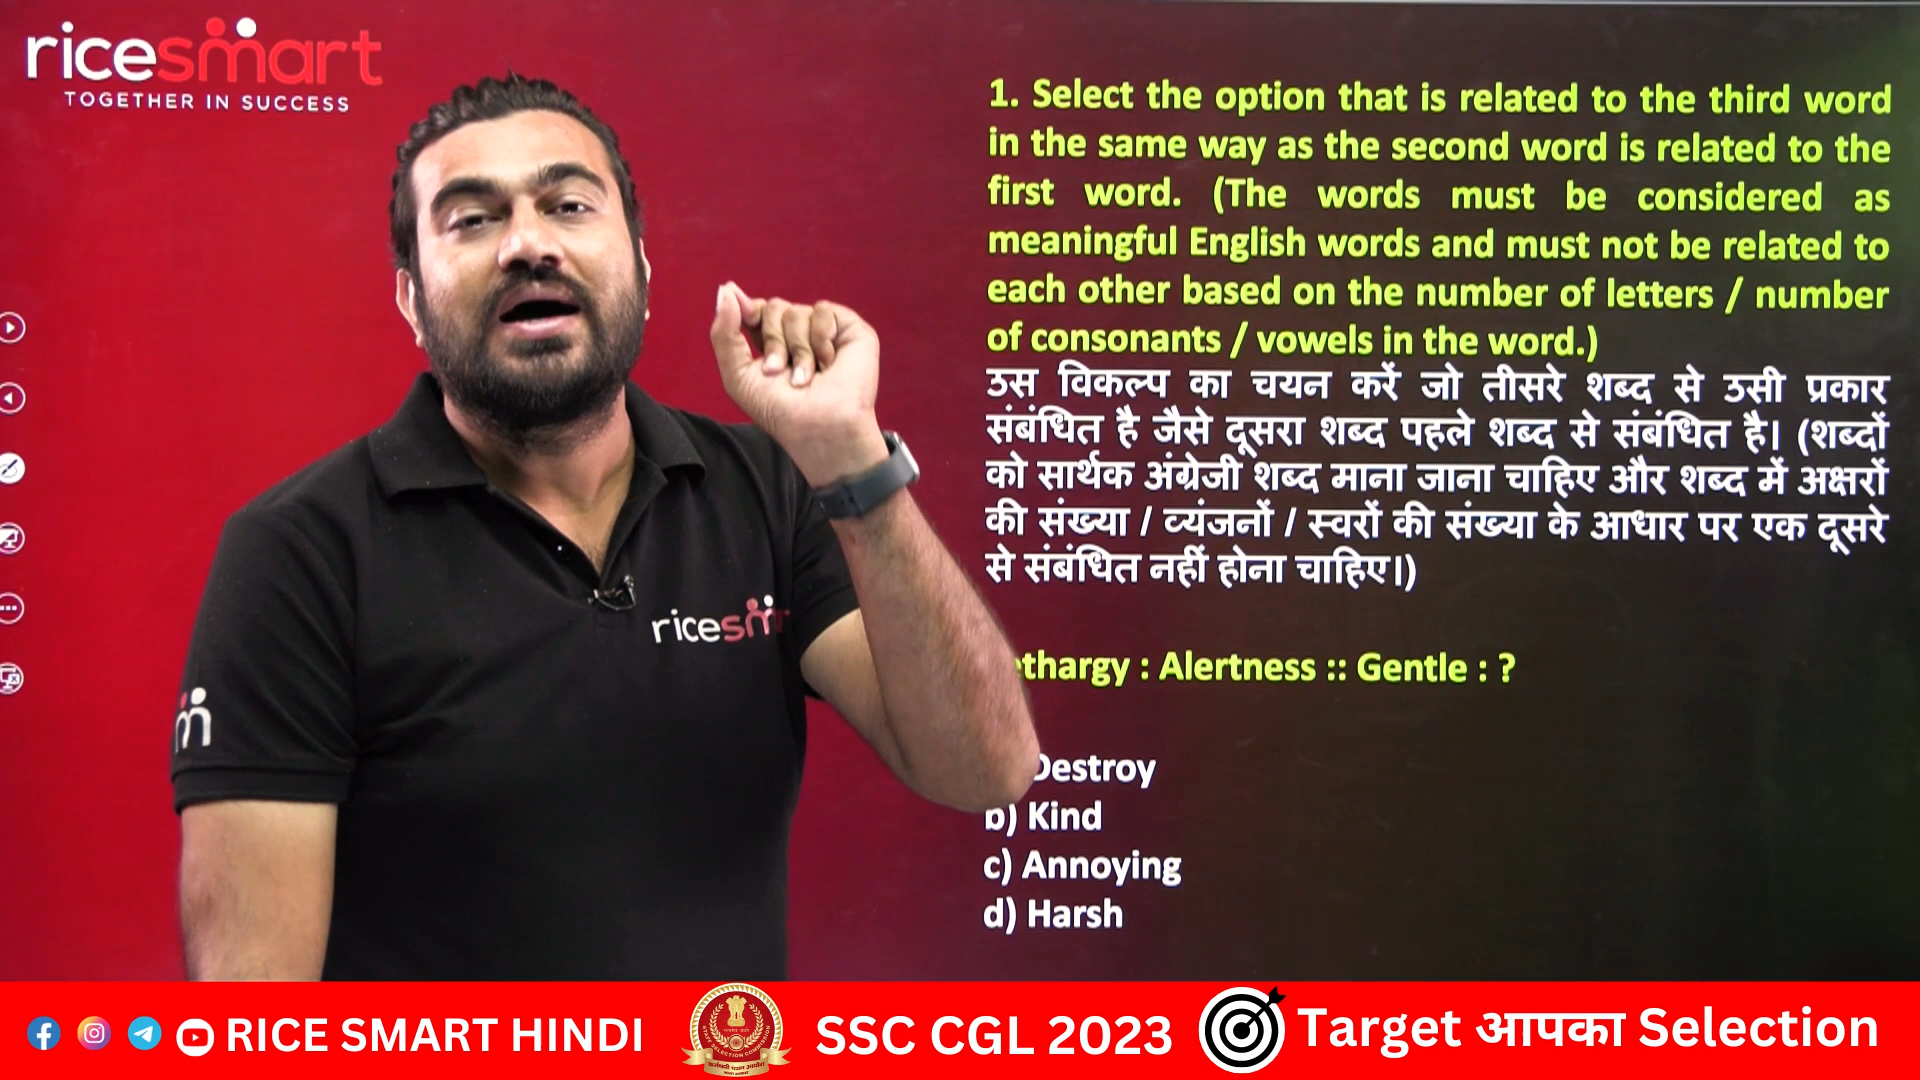 ricesmart
TOGETHER IN SUCCESS
1. Select the option that is related to the third word
in the same way as the second word is related to the
first word. (The words must be considered as
meaningful English words and must not be related to
each other based on the number of letters / number
of consonants / vowels in the word.)
उस विकल्प का चयन करें जो तीसरे शब्द से उसी प्रकार
संबंधित है जैसे दूसरा शब्द पहले शब्द से संबंधित है। (शब्दों
को सार्थक अंग्रेजी शब्द माना जाना चाहिए और शब्द में अक्षरों
की संख्या / व्यंजनों / स्वरों की संख्या के आधार पर एक दूसरे
से संबंधित नहीं होना चाहिए।)
ethargy : Alertness :: Gentle : ?
Destroy
b) Kind
c) Annoying
d) Harsh
ricesmart
RICE SMART HINDI
SSC CGL 2023
Target आपका Selection